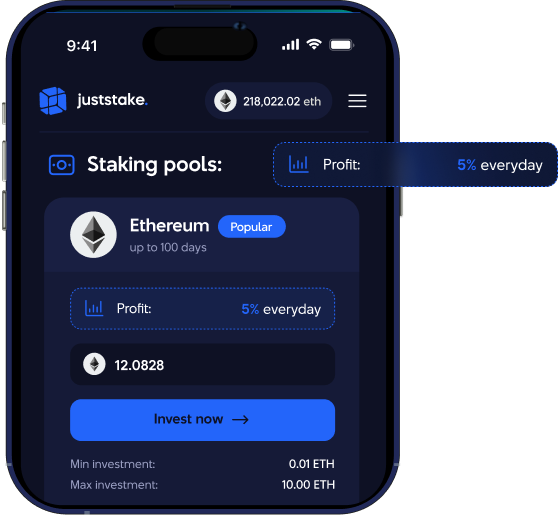 9:41
juststake.
218,022.02 eth
Staking pools:
Profit: 5% everyday
Ethereum Popular
up to 100 days
Profit: 5% everyday
12.0828
Invest now →
Min investment: 0.01 ETH
Max investment: 10.00 ETH